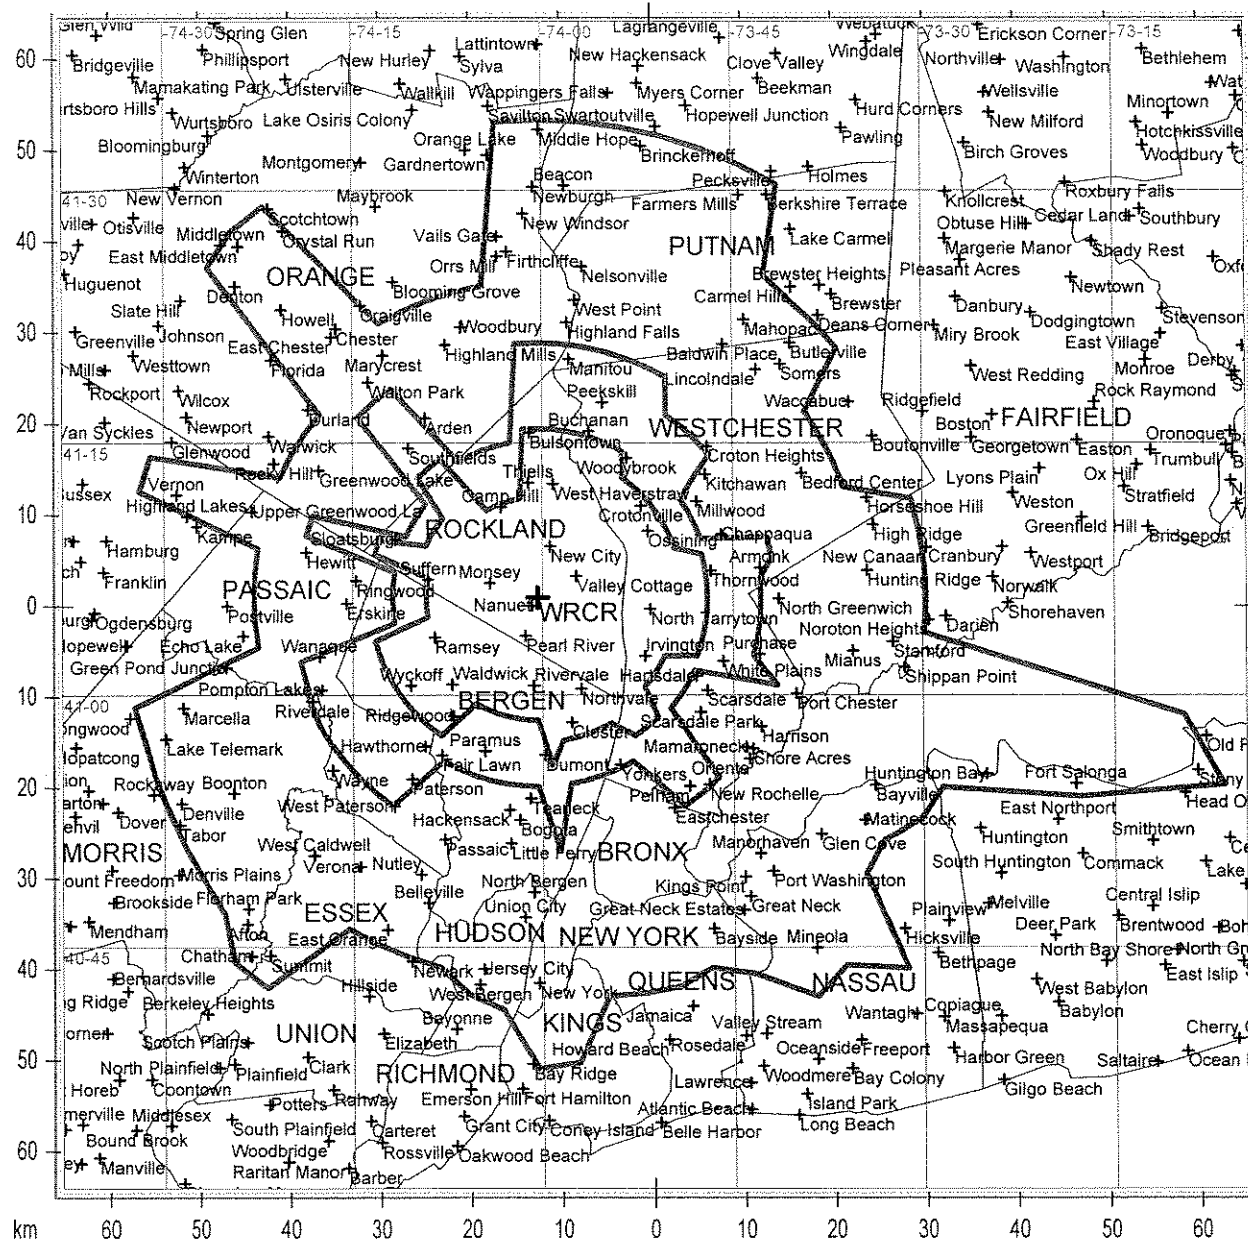 Glen Wild
Spring Glen
-74-30
-74-15
-74-00
Lagrangeville
-73-45
Webatuck
-73-30
Erickson Corner
-73-15
60
Phillipsport
New Hurley
Lattintown
New Hackensack
Wingdale
Northville
Bethlehem
Bridgeville
Sylva
Clove Valley
Washington
Mamakating Park
Ulsterville
Wallkill
Wappingers Falls
Myers Corner
Beekman
Wellsville
Minortown
rtsboro Hills
Wurtsboro
Lake Osiris Colony
Savilton
Swartoutville
Hopewell Junction
Hurd Corners
New Milford
Hotchkissville
Bloomingburg
Orange Lake
Middle Hope
Pawling
50
Montgomery
Gardnertown
Brinckerhoff
Birch Groves
Woodbury
Winterton
Beacon
Pecksville
Holmes
New Vernon
Maybrook
Newburgh
Farmers Mills
Berkshire Terrace
Knollcrest
Roxbury Falls
41-30
Scotchtown
New Windsor
Obtuse Hill
Cedar Land
Southbury
ville
Otisville
Middletown
Crystal Run
Vails Gate
PUTNAM
Lake Carmel
Margerie Manor
Shady Rest
40
East Middletown
ORANGE
Orrs Mill
Firthcliffe
Nelsonville
Brewster Heights
Pleasant Acres
Huguenot
Denton
Blooming Grove
Carmel Hills
Brewster
Danbury
Newtown
Slate Hill
Howell
Craigville
West Point
Mahopac
Deans Corner
Dodgingtown
Stevenson
30
Greenville
Johnson
Chester
Woodbury
Highland Falls
Miry Brook
East Village
East Chester
Highland Mills
Manitou
Baldwin Place
Butlerville
Monroe
Derby
Westtown
Florida
Marycrest
Peekskill
Lincolndale
Somers
West Redding
Rock Raymond
Mills
Rockport
Wilcox
Walton Park
Buchanan
Waccabuc
Ridgefield
FAIRFIELD
20
Van Syckles
Newport
Durland
Arden
Bulsontown
WESTCHESTER
Boston
Oronoque
41-15
Glenwood
Warwick
Southfields
Woodybrook
Croton Heights
Boutonville
Georgetown
Easton
Trumbull
Rocky Hill
Greenwood Lake
Thiells
Kitchawan
Bedford Center
Lyons Plain
Ox Hill
Sussex
Vernon
Camp Hill
West Haverstraw
Millwood
Horseshoe Hill
Weston
Stratfield
10
Highland Lakes
Upper Greenwood La
ROCKLAND
Crotonville
High Ridge
Greenfield Hill
Kampe
Sloatsburg
Ossining
Chappaqua
Bridgeport
Hamburg
Hewitt
New City
Armonk
New Canaan
Cranbury
Westport
Franklin
PASSAIC
Ringwood
Suffern
Monsey
Valley Cottage
Thornwood
Hunting Ridge
Norwalk
0
Postville
Erskine
Nanuet
WRCR
North Tarrytown
North Greenwich
Shorehaven
Ogdensburg
Noroton Heights
Darien
Hopewell
Echo Lake
Wanaque
Ramsey
Pearl River
Irvington
Purchase
Stamford
Green Pond Junction
Wyckoff
Waldwick
Rivervale
Hartsdale
White Plains
Mianus
Shippan Point
10
Pompton Lakes
BERGEN
Northvale
Scarsdale
Port Chester
41-00
Riverdale
Ridgewood
Closter
Scarsdale Park
ongwood
Marcella
Harrison
Hopatcong
Lake Telemark
Hawthorne
Paramus
Mamaroneck
Old F
Wayne
Fair Lawn
Dumont
Orienta
Shore Acres
Huntington Bay
Fort Salonga
Stony
20
Rockaway
Boonton
Paterson
Yonkers
Bayville
Head O
Denville
West Paterson
Teaneck
Pelham
New Rochelle
East Northport
Dover
Hackensack
Bogota
Eastchester
Matinecock
Tabor
Manorhaven
Glen Cove
Huntington
Smithtown
MORRIS
West Caldwell
Passaic
Little Ferry
BRONX
South Huntington
Commack
Verona
Nutley
Kings Point
Port Washington
Lake
30
ount Freedom
Morris Plains
Belleville
North Bergen
Central Islip
Brookside
Florham Park
Union City
Great Neck Estates
Great Neck
Plainview
Melville
Brentwood
Mendham
Afton
ESSEX
HUDSON
NEW YORK
Bayside
Mineola
Hicksville
Deer Park
Boh
40-45
Chatham
East Orange
Bethpage
North Bay Shore
North Gr
40
Summit
Newark
Jersey City
QUEENS
NASSAU
East Islip
Bernardsville
West Bergen
New York
West Babylon
g Ridge
Berkeley Heights
Hillside
Jamaica
Wantagh
Copiague
Babylon
orner
UNION
Bayonne
KINGS
Valley Stream
Massapequa
Cherry
Scotch Plains
Elizabeth
Howard Beach
Rosedale
Oceanside
Freeport
50
North Plainfield
Clark
Bay Ridge
Harbor Green
Saltaire
Ocean
Plainfield
RICHMOND
Woodmere
Bay Colony
Horeb
Coontown
Rahway
Emerson Hill
Fort Hamilton
Lawrence
Gilgo Beach
merville
Middlesex
Potters
Carteret
Grant City
Coney Island
Atlantic Beach
Island Park
Bound Brook
South Plainfield
Belle Harbor
Long Beach
60
Manville
Woodbridge
Rossville
Oakwood Beach
Raritan Manor
Barber
km 60 50 40 30 20 10 0 10 20 30 40 50 60